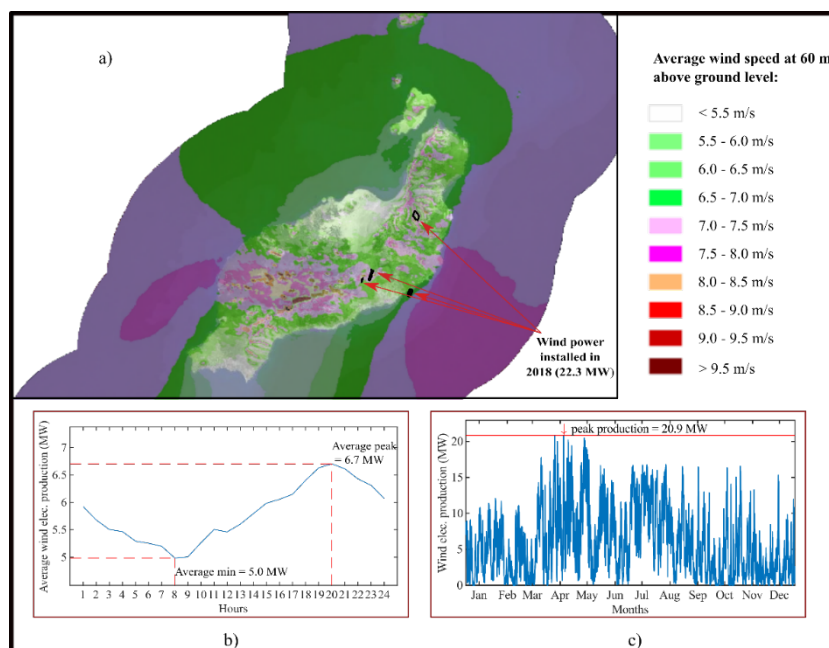 a)
Average wind speed at 60 m
above ground level:
< 5.5 m/s
5.5 - 6.0 m/s
6.0 - 6.5 m/s
6.5 - 7.0 m/s
7.0 - 7.5 m/s
7.5 - 8.0 m/s
8.0 - 8.5 m/s
8.5 - 9.0 m/s
9.0 - 9.5 m/s
> 9.5 m/s
Wind power
installed in
2018 (22.3 MW)
Average wind elec. production (MW)
7
6.5
6
5.5
5
Average peak
= 6.7 MW
Average min = 5.0 MW
1 2 3 4 5 6 7 8 9 10 11 12 13 14 15 16 17 18 19 20 21 22 23 24
Hours
b)
Wind elec. production (MW)
20
15
10
5
0
peak production = 20.9 MW
Jan Feb Mar Apr May Jun Jul Aug Sep Oct Nov Dec
Months
c)